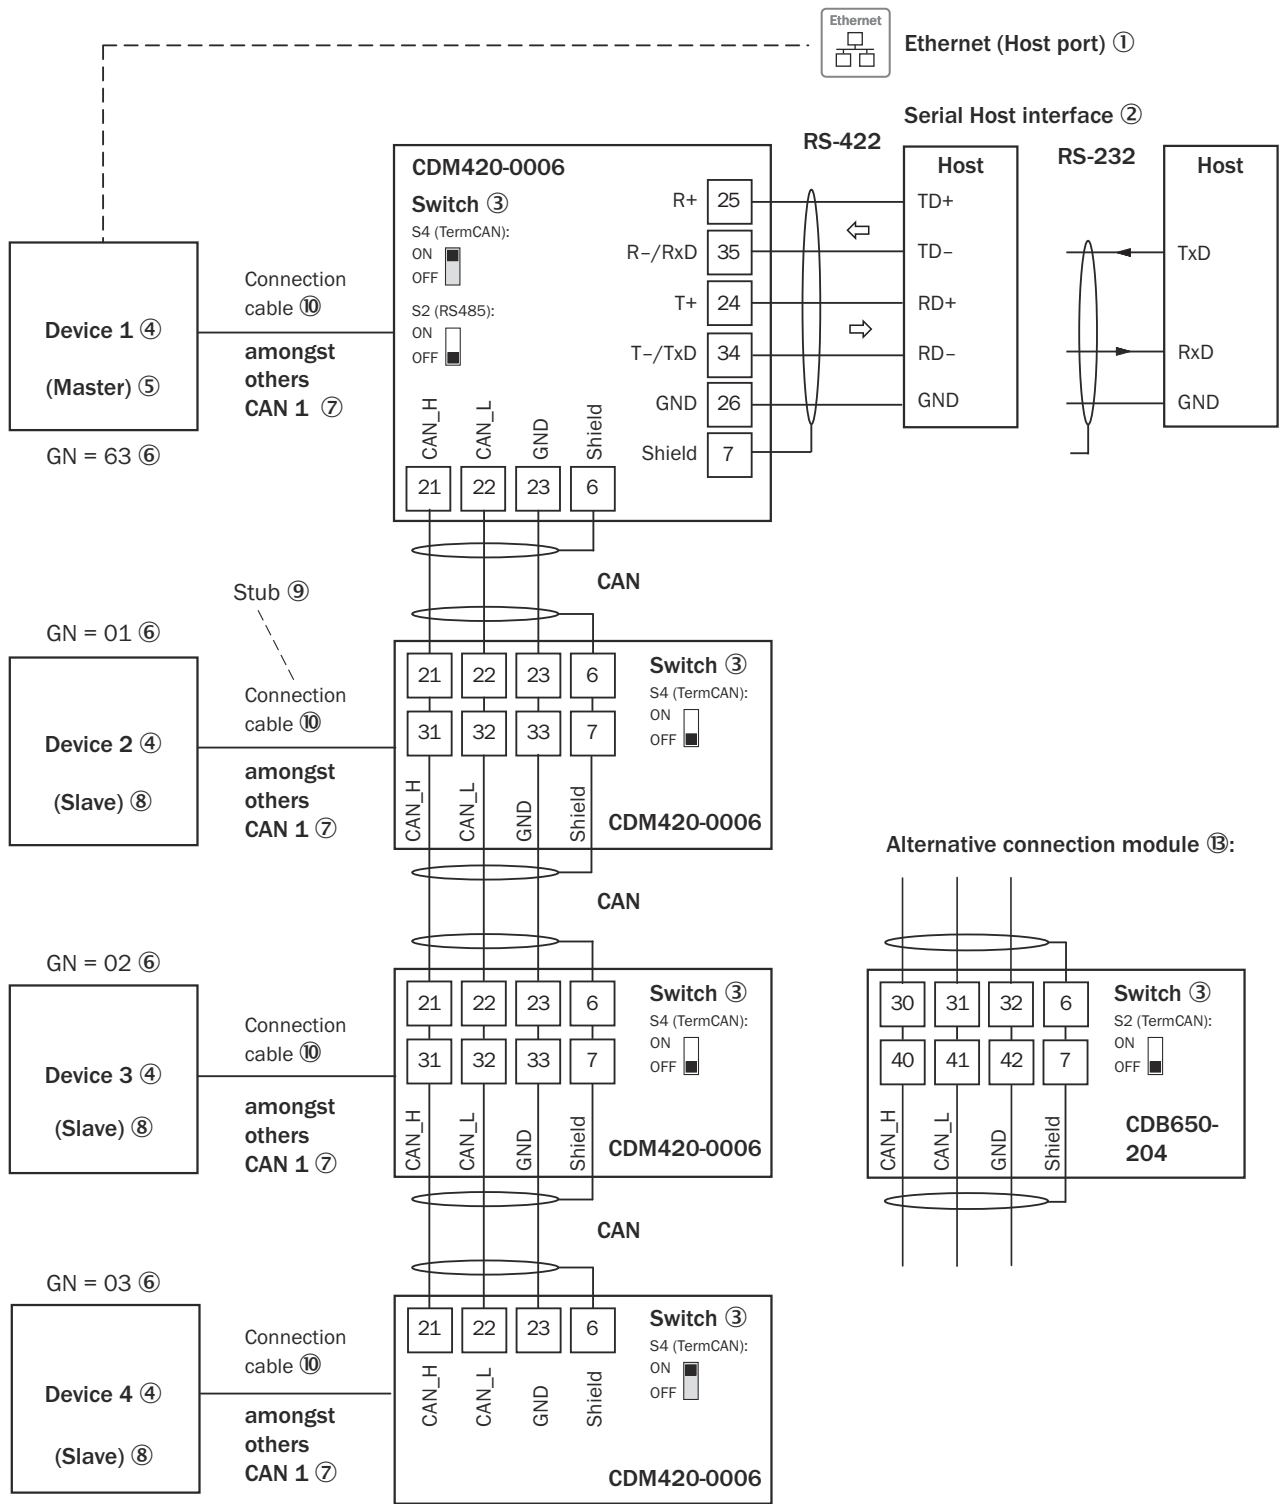 Ethernet
Ethernet (Host port) ①
Serial Host interface ②
RS-422
RS-232
CDM420-0006
Switch ③
S4 (TermCAN):
ON
OFF
S2 (RS485):
ON
OFF
R+ 25
R–/RxD 35
T+ 24
T–/TxD 34
GND 26
Shield 7
Host
TD+
TD–
RD+
RD–
GND
Host
TxD
RxD
GND
Device 1 ④
(Master) ⑤
GN = 63 ⑥
Connection
cable ⑩
amongst
others
CAN 1 ⑦
CAN_H
CAN_L
GND
Shield
21 22 23 6
CAN
Stub ⑨
GN = 01 ⑥
Device 2 ④
(Slave) ⑧
Connection
cable ⑩
amongst
others
CAN 1 ⑦
21 22 23 6
31 32 33 7
CAN_H
CAN_L
GND
Shield
Switch ③
S4 (TermCAN):
ON
OFF
CDM420-0006
CAN
GN = 02 ⑥
Device 3 ④
(Slave) ⑧
Connection
cable ⑩
amongst
others
CAN 1 ⑦
21 22 23 6
31 32 33 7
CAN_H
CAN_L
GND
Shield
Switch ③
S4 (TermCAN):
ON
OFF
CDM420-0006
CAN
GN = 03 ⑥
Device 4 ④
(Slave) ⑧
Connection
cable ⑩
amongst
others
CAN 1 ⑦
21 22 23 6
CAN_H
CAN_L
GND
Shield
Switch ③
S4 (TermCAN):
ON
OFF
CDM420-0006
Alternative connection module ⑬:
30 31 32 6
40 41 42 7
CAN_H
CAN_L
GND
Shield
Switch ③
S2 (TermCAN):
ON
OFF
CDB650-
204